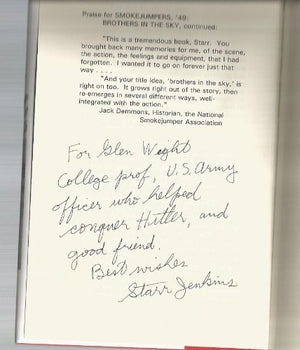 Praise for SMOKEJUMPERS, '49:
BROTHERS IN THE SKY, continued:
"This is a tremendous book, Starr. You
brought back many memories for me, of the scene,
the action, the feelings and equipment, that I had
forgotten. I wanted it to go on forever just that
way . . . .
"And your title idea, 'brothers in the sky,' is
right on too. It grows right out of the story, then
re-emerges in several different ways, well-
integrated with the action."
Jack Demmons, Historian, the National
Smokejumper Association
For Glen Wight
College prof, U.S. Army
officer who helped
conquer Hitler, and
good friend.
Best wishes
Starr Jenkins